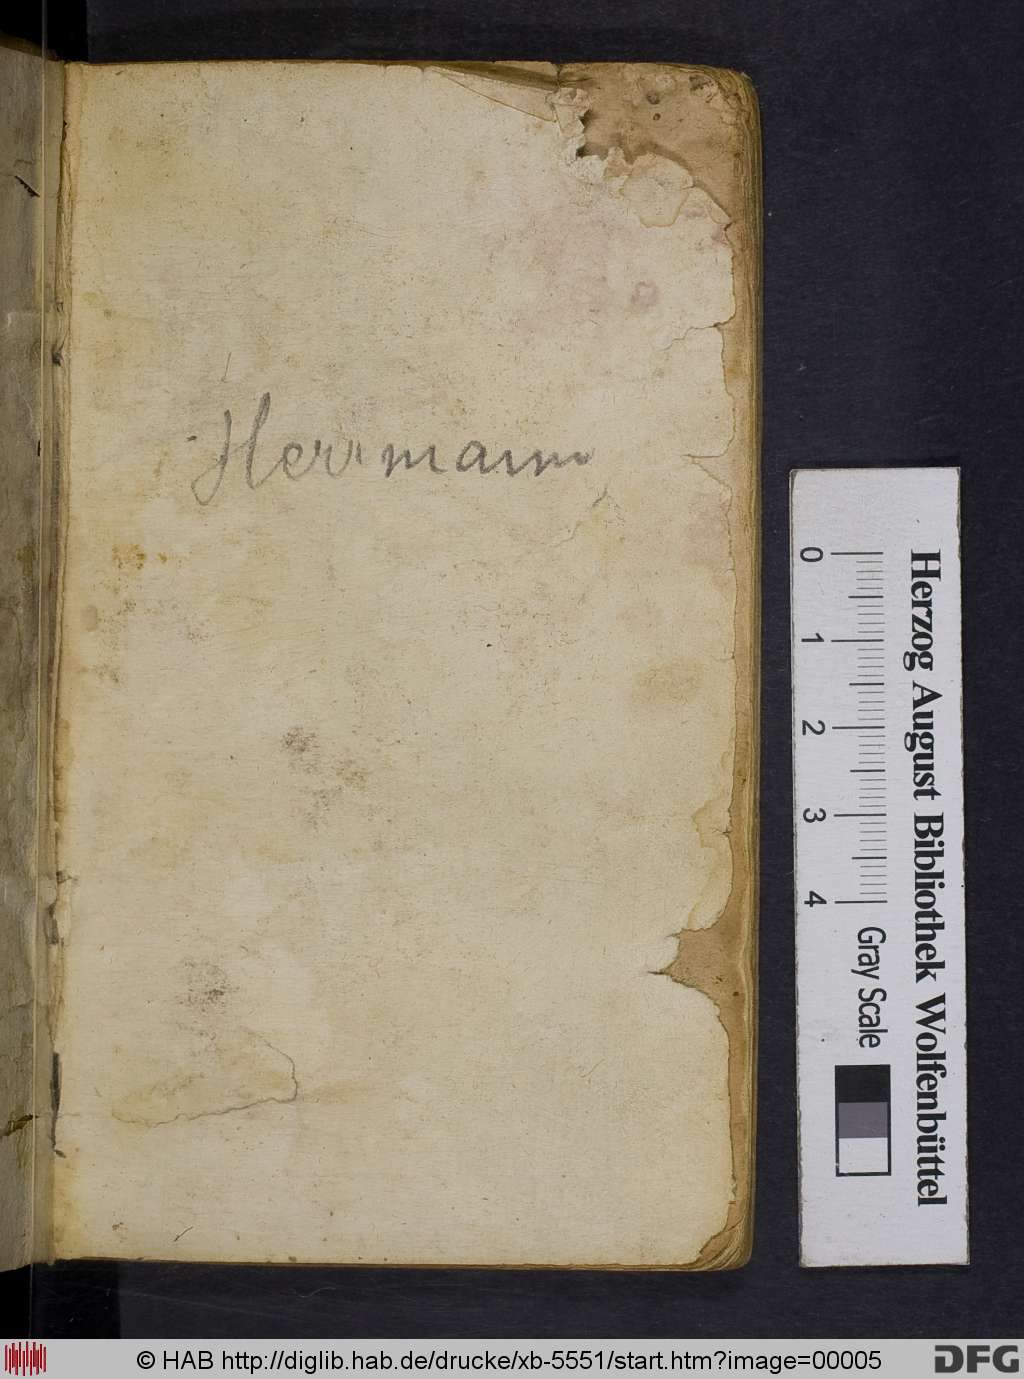 Herrmann
Herzog August Bibliothek Wolfenbüttel
0 1 2 3 4 Gray Scale
© HAB http://diglib.hab.de/drucke/xb-5551/start.htm?image=00005
DFG